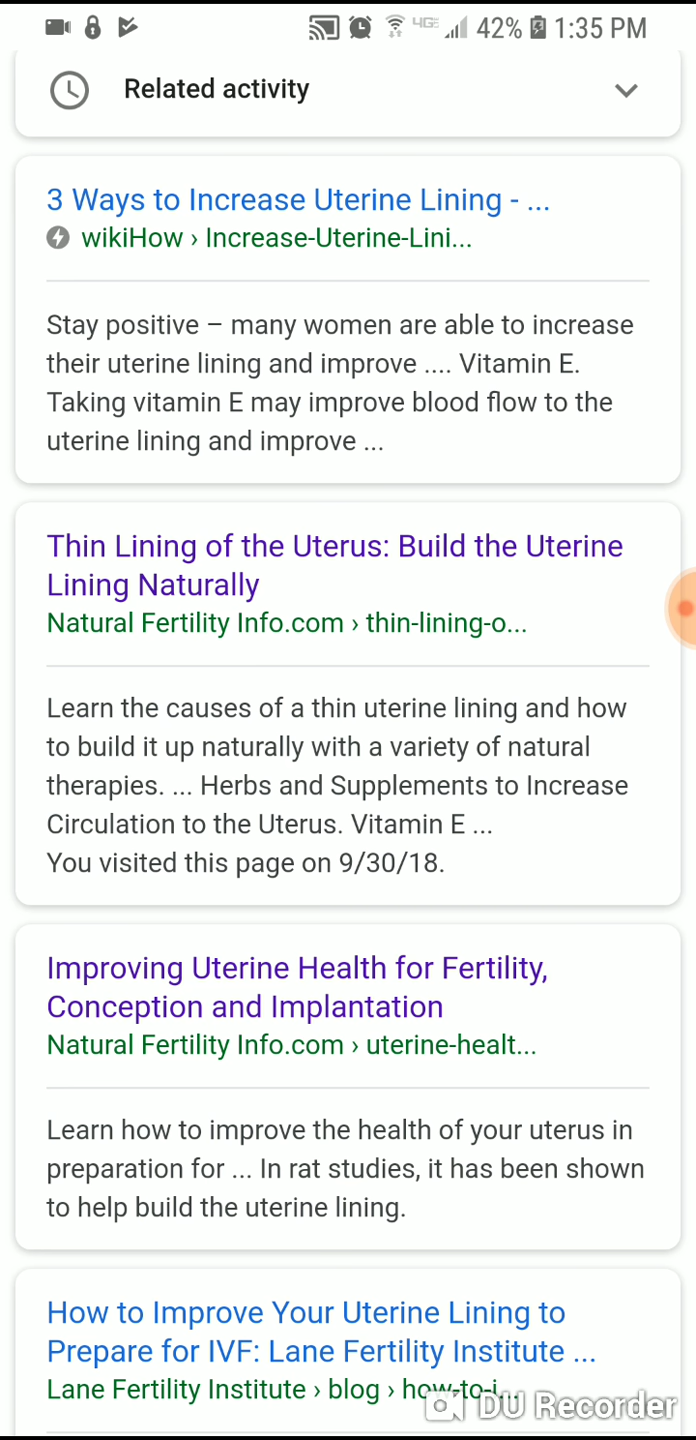 4GE 42% 1:35 PM
Related activity
3 Ways to Increase Uterine Lining - ...
wikiHow › Increase-Uterine-Lini...
Stay positive – many women are able to increase
their uterine lining and improve .... Vitamin E.
Taking vitamin E may improve blood flow to the
uterine lining and improve ...
Thin Lining of the Uterus: Build the Uterine
Lining Naturally
Natural Fertility Info.com › thin-lining-o...
Learn the causes of a thin uterine lining and how
to build it up naturally with a variety of natural
therapies. ... Herbs and Supplements to Increase
Circulation to the Uterus. Vitamin E ...
You visited this page on 9/30/18.
Improving Uterine Health for Fertility,
Conception and Implantation
Natural Fertility Info.com › uterine-healt...
Learn how to improve the health of your uterus in
preparation for ... In rat studies, it has been shown
to help build the uterine lining.
How to Improve Your Uterine Lining to
Prepare for IVF: Lane Fertility Institute ...
Lane Fertility Institute › blog › how-to-i...
DU Recorder